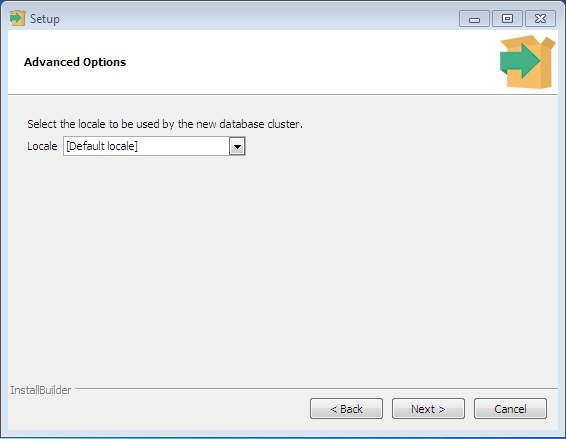 Setup
Advanced Options
Select the locale to be used by the new database cluster.
Locale [Default locale]
InstallBuilder
< Back Next > Cancel